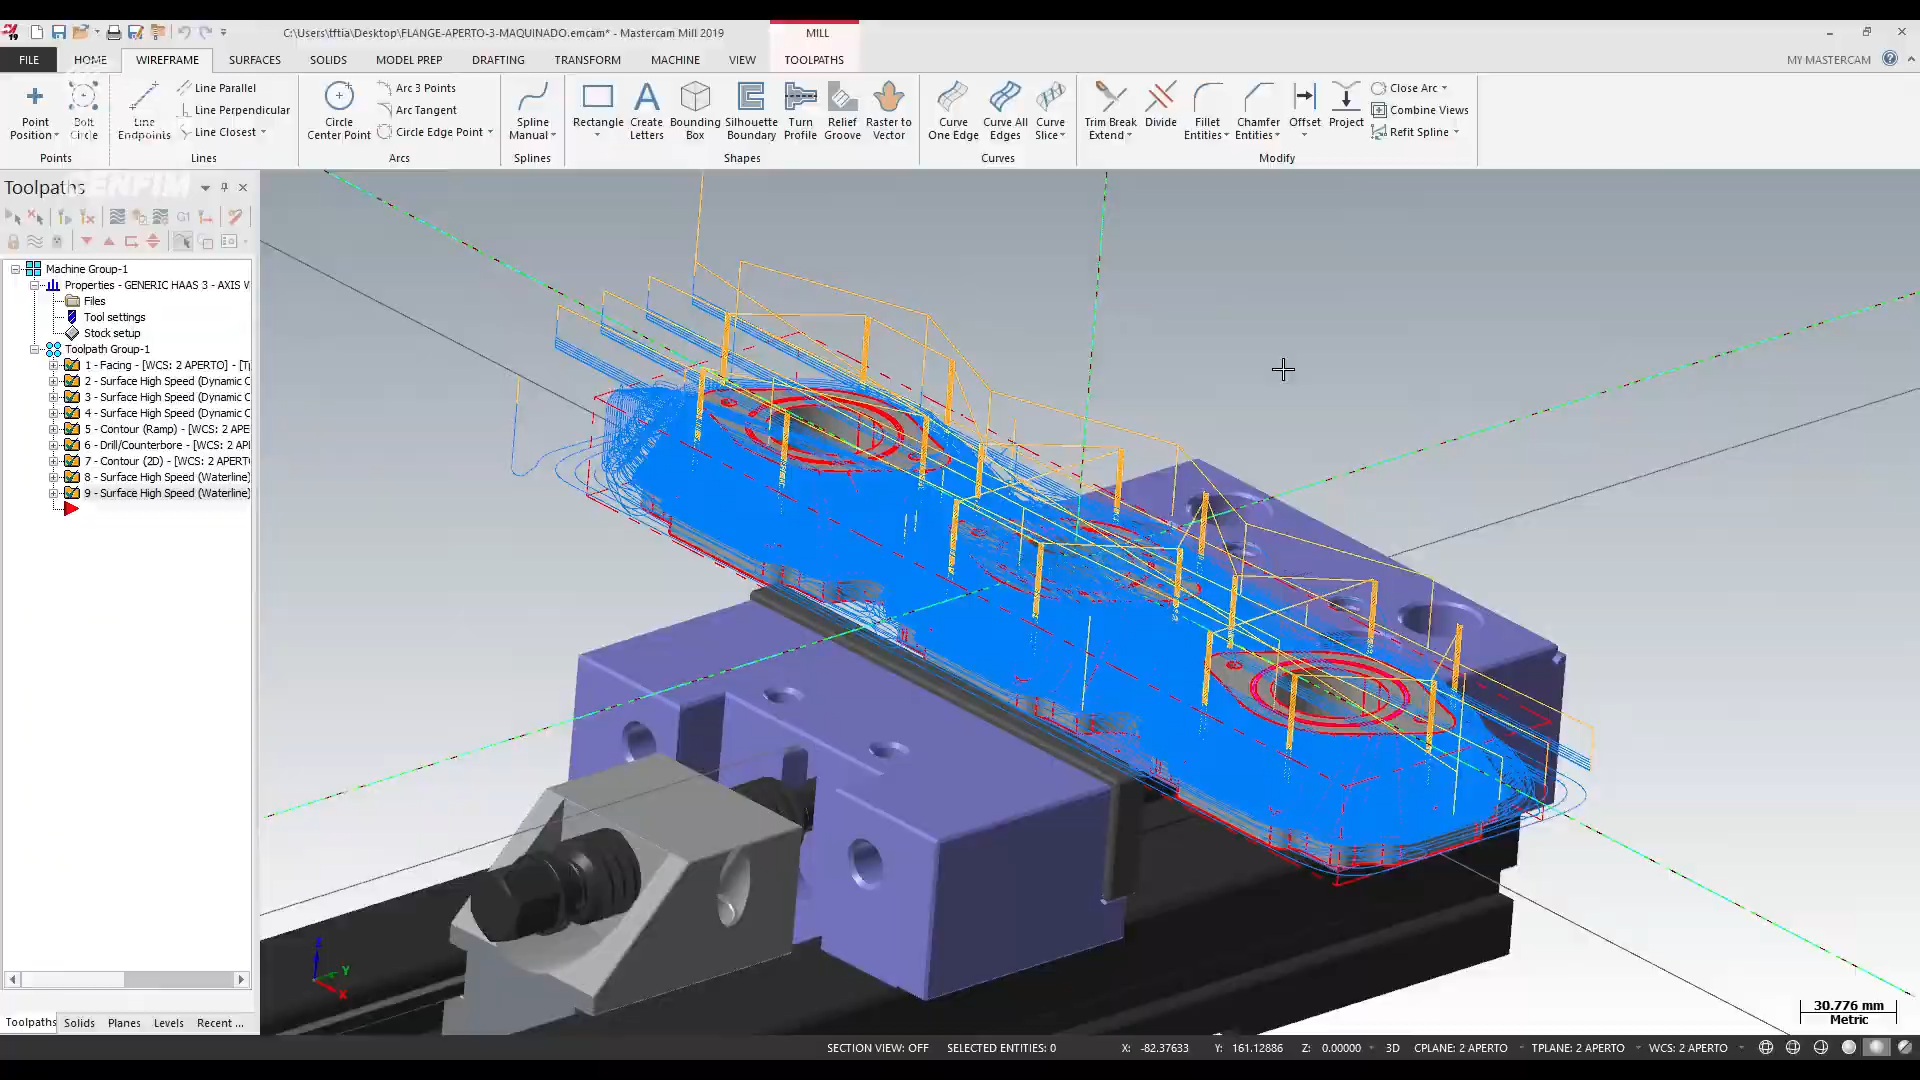 C:\Users\tftia\Desktop\FLANGE-APERTO-3-MAQUINADO.emcam* - Mastercam Mill 2019
MILL
FILE HOME WIREFRAME SURFACES SOLIDS MODEL PREP DRAFTING TRANSFORM MACHINE VIEW TOOLPATHS MY MASTERCAM
Point Position
Bolt Circle
Points
Line Endpoints
Line Parallel
Line Perpendicular
Line Closest
Lines
Circle Center Point
Arc 3 Points
Arc Tangent
Circle Edge Point
Arcs
Spline Manual
Splines
Rectangle
Create Letters
Bounding Box
Silhouette Boundary
Turn Profile
Relief Groove
Raster to Vector
Shapes
Curve One Edge
Curve All Edges
Curve Slice
Curves
Trim Break Extend
Divide
Fillet Entities
Chamfer Entities
Offset
Project
Close Arc
Combine Views
Refit Spline
Modify
Toolpaths
G1
Machine Group-1
Properties - GENERIC HAAS 3 - AXIS V
Files
Tool settings
Stock setup
Toolpath Group-1
1 - Facing - [WCS: 2 APERTO] - [Tp
2 - Surface High Speed (Dynamic C
3 - Surface High Speed (Dynamic C
4 - Surface High Speed (Dynamic C
5 - Contour (Ramp) - [WCS: 2 APE
6 - Drill/Counterbore - [WCS: 2 API
7 - Contour (2D) - [WCS: 2 APERT
8 - Surface High Speed (Waterline)
9 - Surface High Speed (Waterline)
Z
Y
X
30.776 mm
Metric
Toolpaths Solids Planes Levels Recent ...
SECTION VIEW: OFF SELECTED ENTITIES: 0 X: -82.37633 Y: 161.12886 Z: 0.00000 3D CPLANE: 2 APERTO TPLANE: 2 APERTO WCS: 2 APERTO